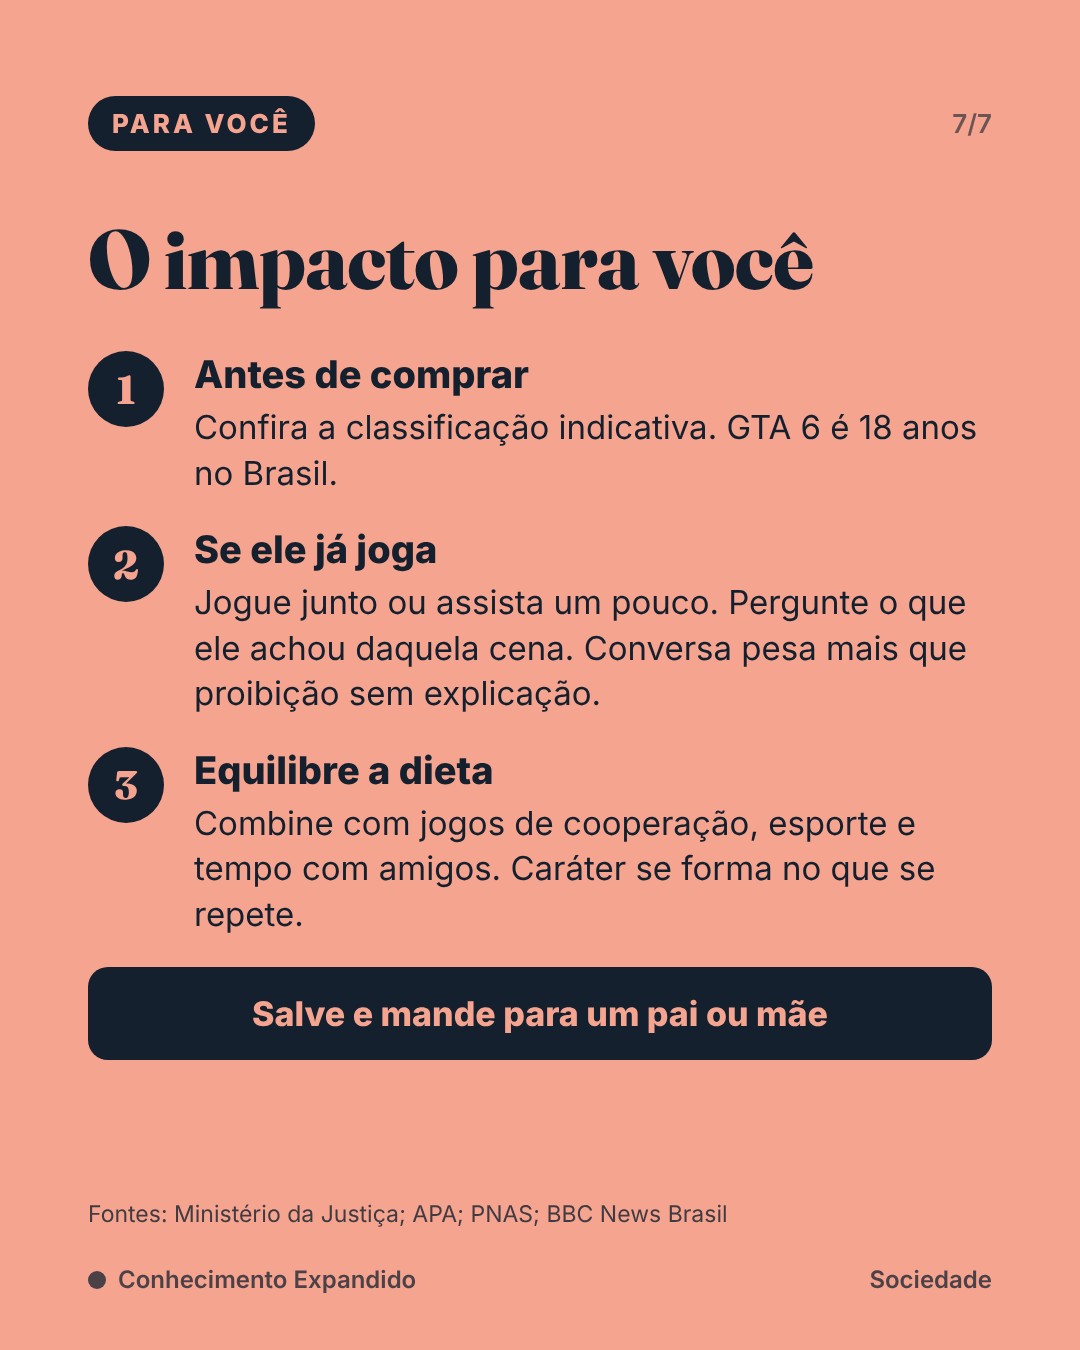 PARA VOCÊ
7/7
O impacto para você
1
Antes de comprar
Confira a classificação indicativa. GTA 6 é 18 anos
no Brasil.
2
Se ele já joga
Jogue junto ou assista um pouco. Pergunte o que
ele achou daquela cena. Conversa pesa mais que
proibição sem explicação.
3
Equilibre a dieta
Combine com jogos de cooperação, esporte e
tempo com amigos. Caráter se forma no que se
repete.
Salve e mande para um pai ou mãe
Fontes: Ministério da Justiça; APA; PNAS; BBC News Brasil
Conhecimento Expandido
Sociedade